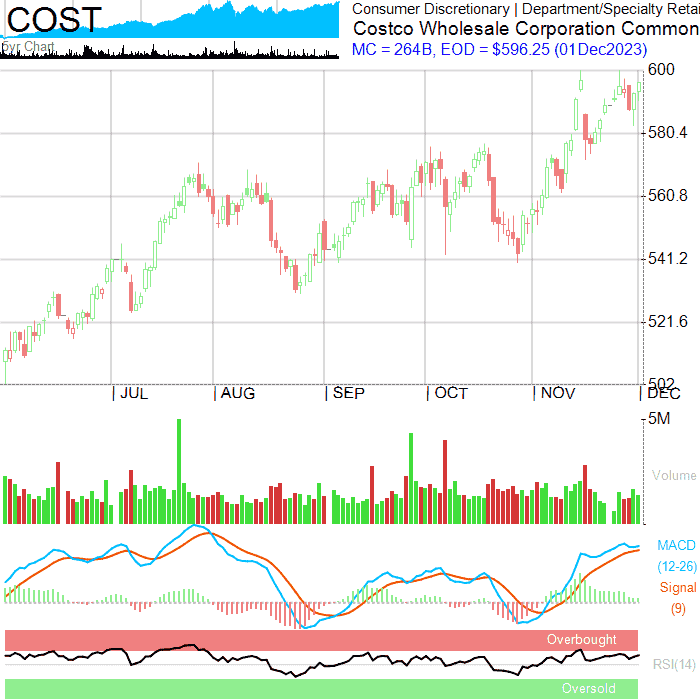 COST
5yr Chart
Consumer Discretionary | Department/Specialty Retai
Costco Wholesale Corporation Common
MC = 264B, EOD = $596.25 (01Dec2023)
600
580.4
560.8
541.2
521.6
502
JUL AUG SEP OCT NOV DEC
5M
Volume
MACD
(12-26)
Signal
(9)
Overbought
RSI(14)
Oversold